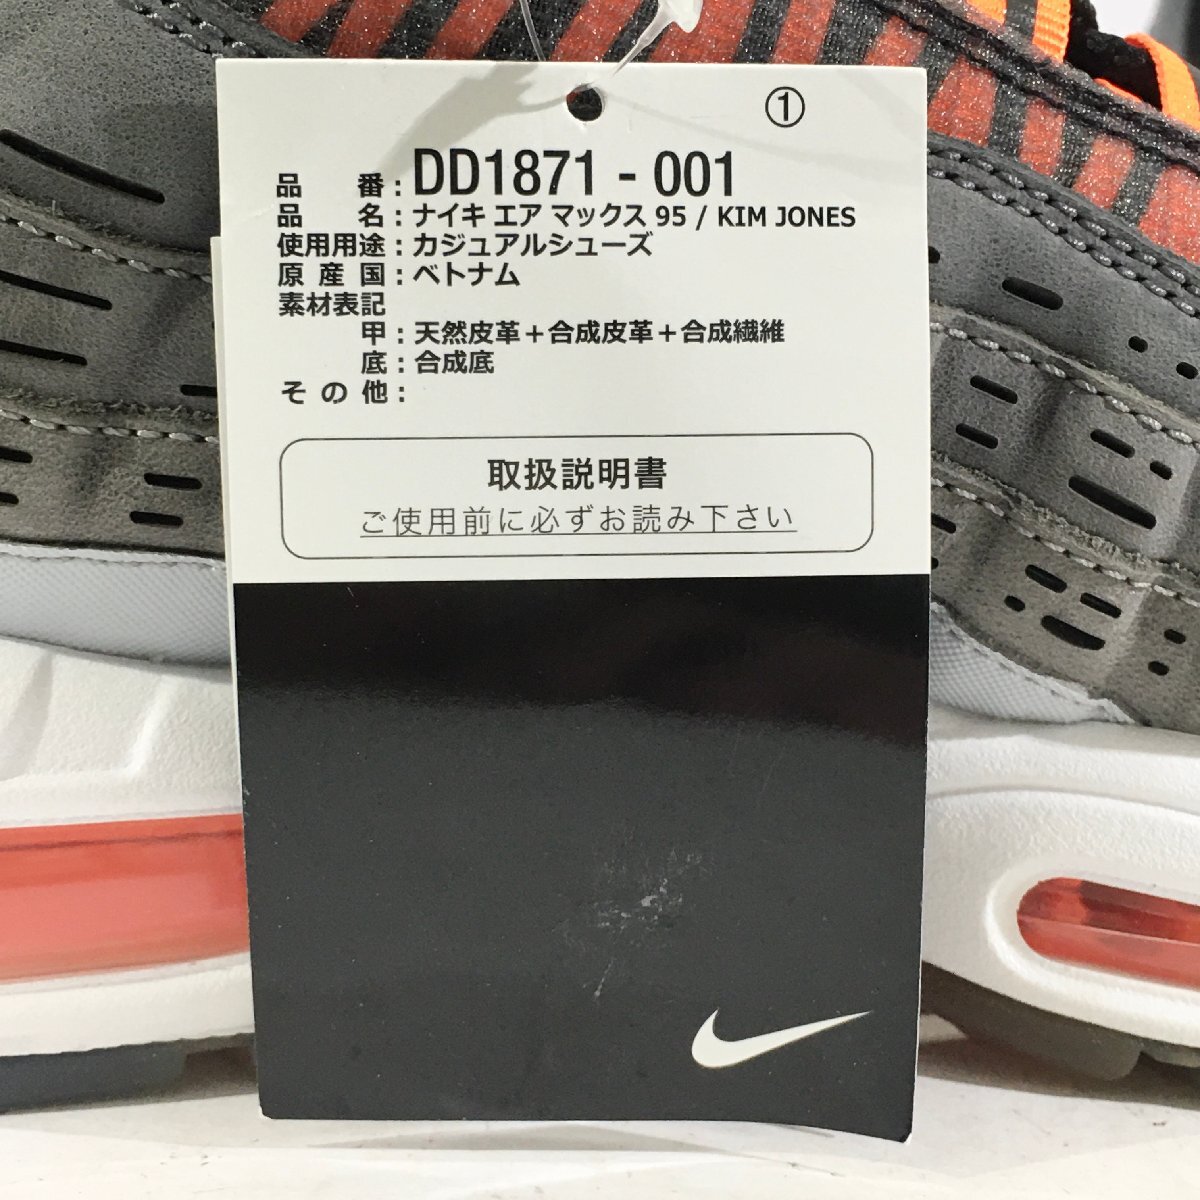 ①
品番：DD1871 - 001
品名：ナイキ エア マックス 95 / KIM JONES
使用用途：カジュアルシューズ
原産国：ベトナム
素材表記
甲：天然皮革＋合成皮革＋合成繊維
底：合成底
その他：
取扱説明書
ご使用前に必ずお読み下さい